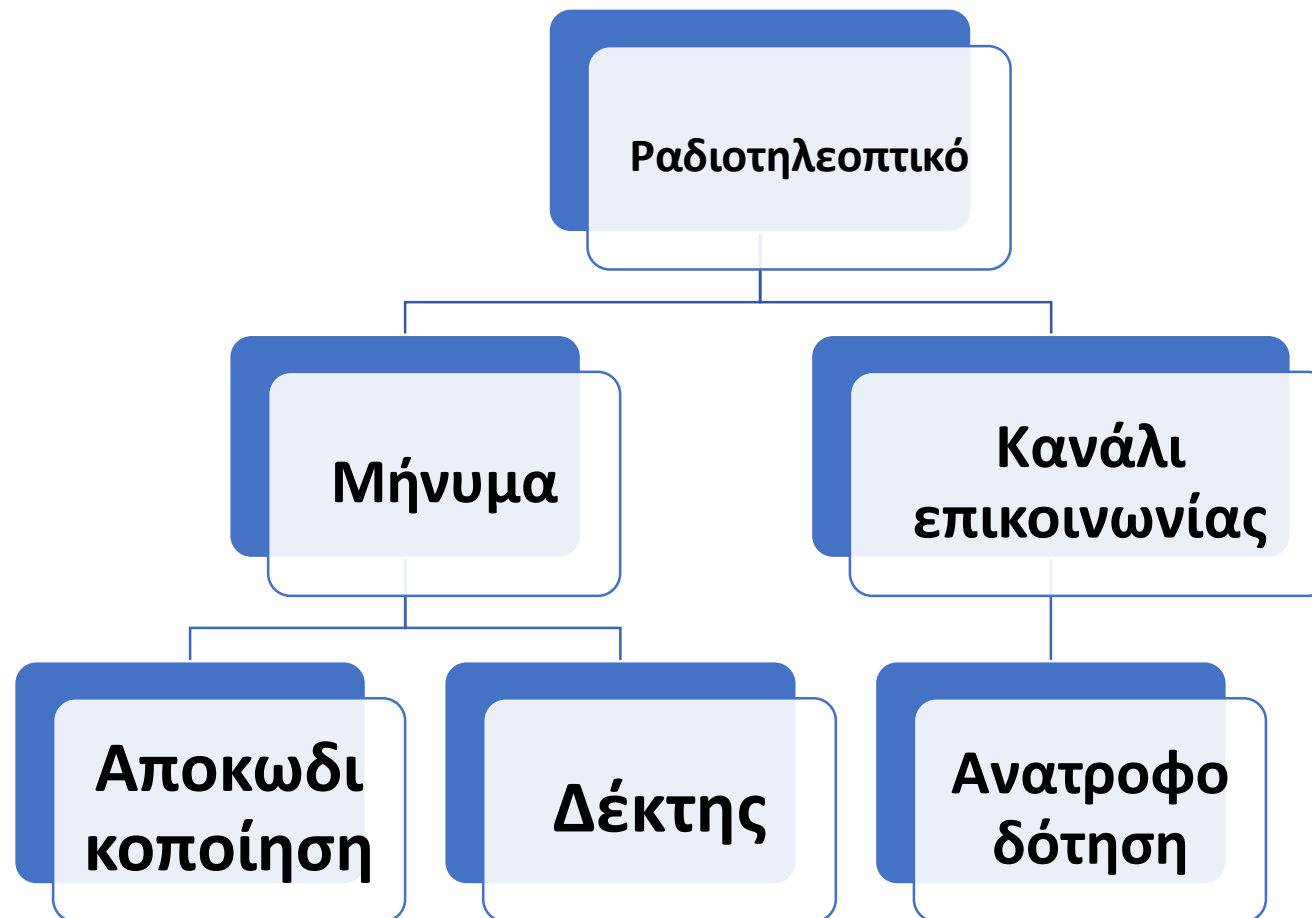 Ραδιοτηλεοπτικό
Μήνυμα
Κανάλι
επικοινωνίας
Αποκωδι
κοποίηση
Δέκτης
Ανατροφο
δότηση